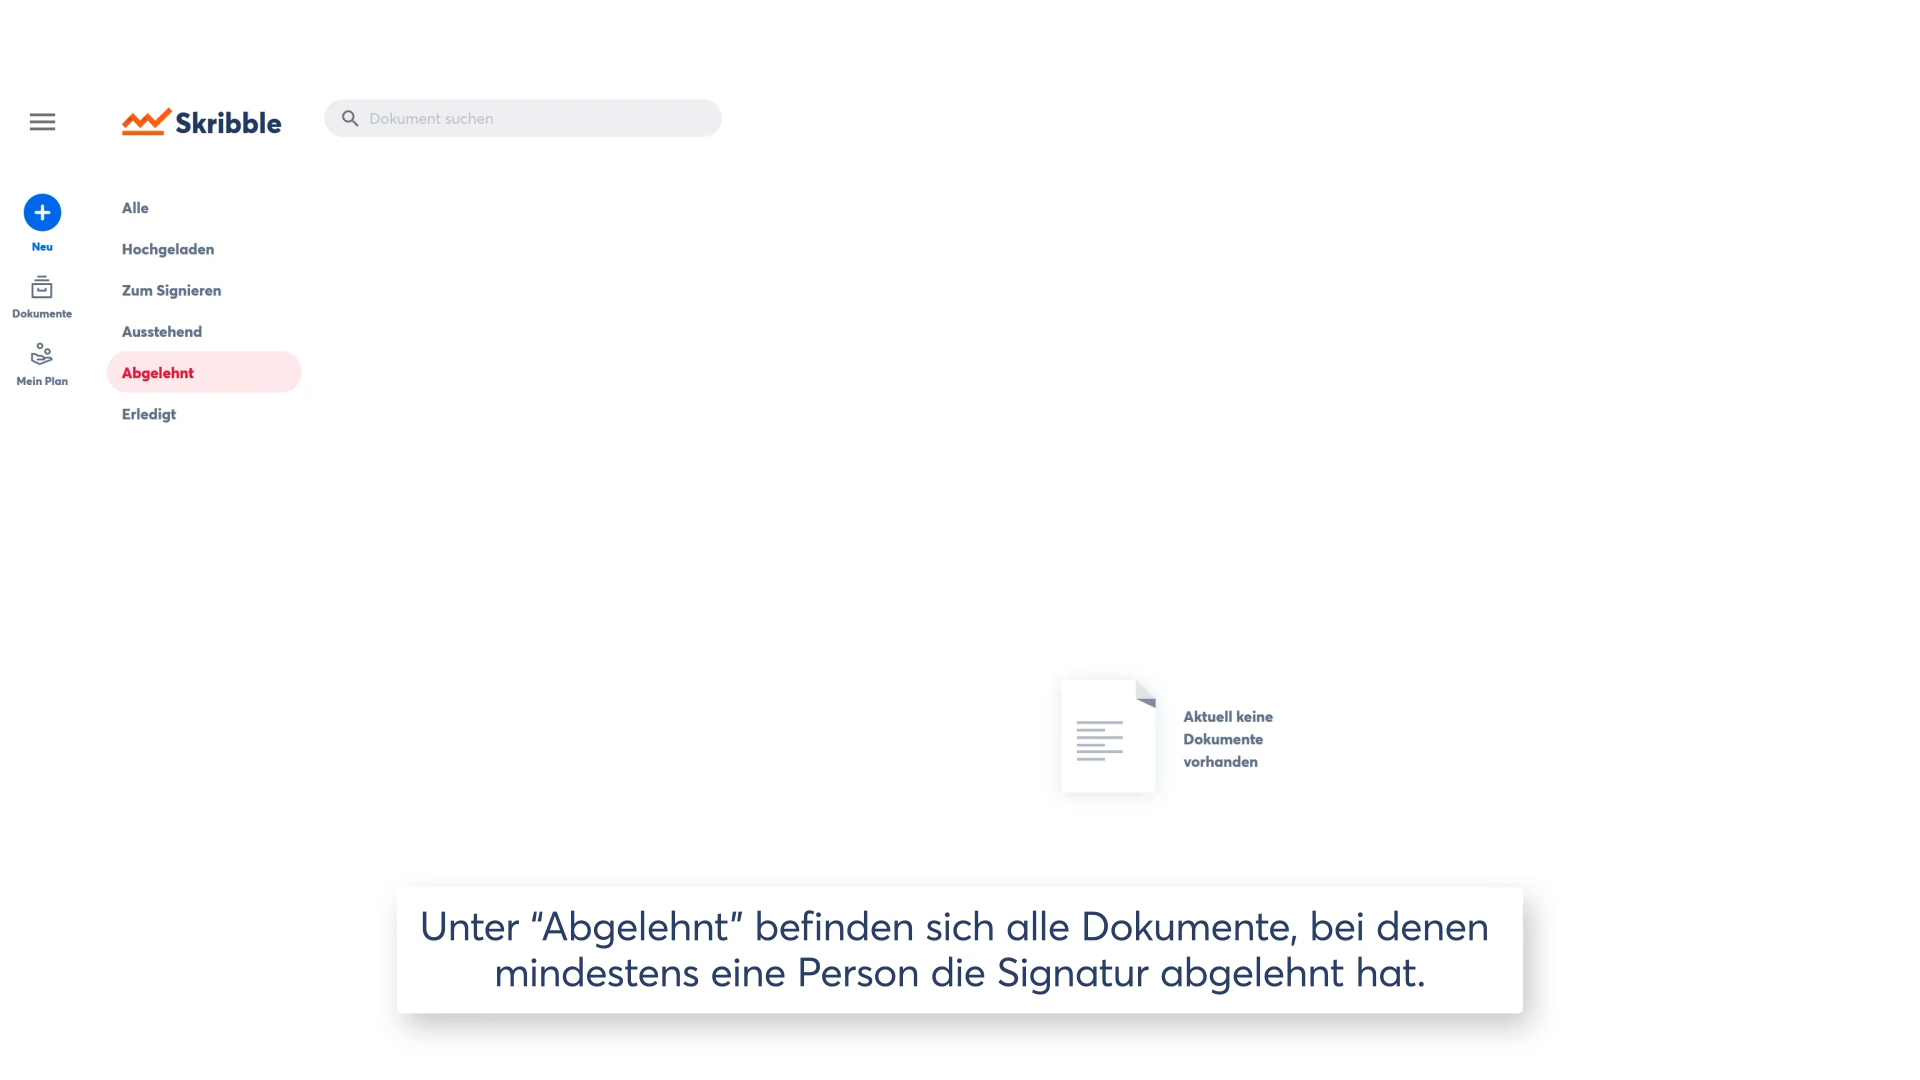 Skribble
Dokument suchen
Neu
Dokumente
Mein Plan
Alle
Hochgeladen
Zum Signieren
Ausstehend
Abgelehnt
Erledigt
Aktuell keine
Dokumente
vorhanden
Unter “Abgelehnt” befinden sich alle Dokumente, bei denen
mindestens eine Person die Signatur abgelehnt hat.